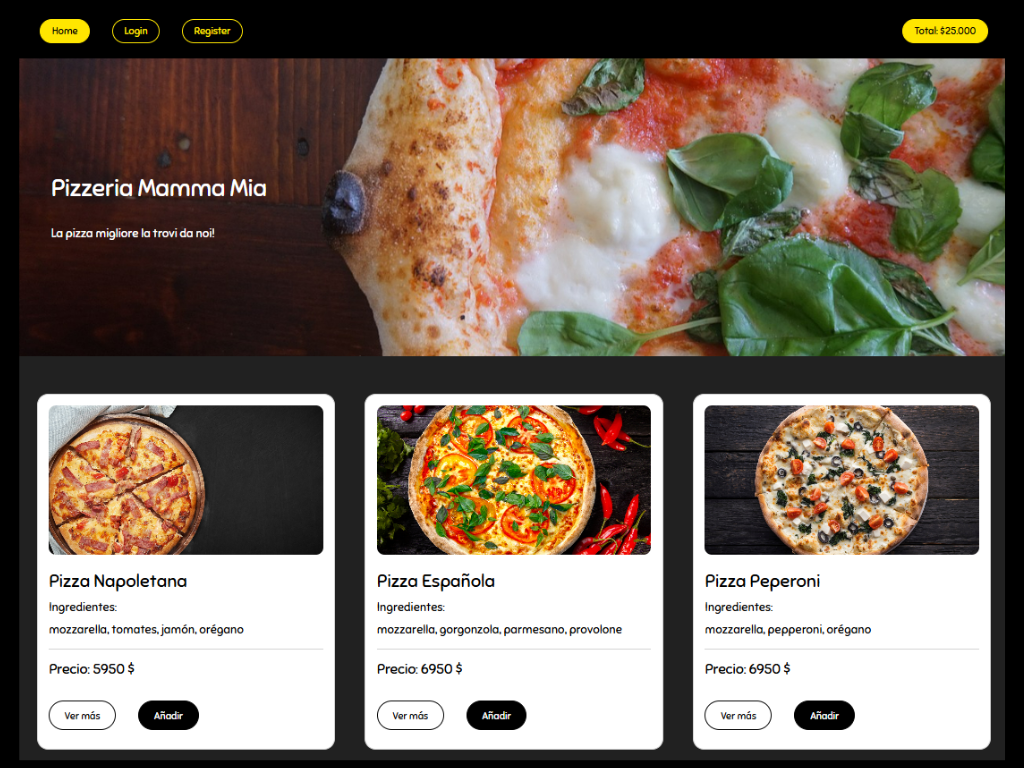 Home
Login
Register
Total: $25.000
Pizzeria Mamma Mia
La pizza migliore la trovi da noi!
Pizza Napoletana
Ingredientes:
mozzarella, tomates, jamón, orégano
Precio: 5950 $
Ver más
Añadir
Pizza Española
Ingredientes:
mozzarella, gorgonzola, parmesano, provolone
Precio: 6950 $
Ver más
Añadir
Pizza Peperoni
Ingredientes:
mozzarella, pepperoni, orégano
Precio: 6950 $
Ver más
Añadir